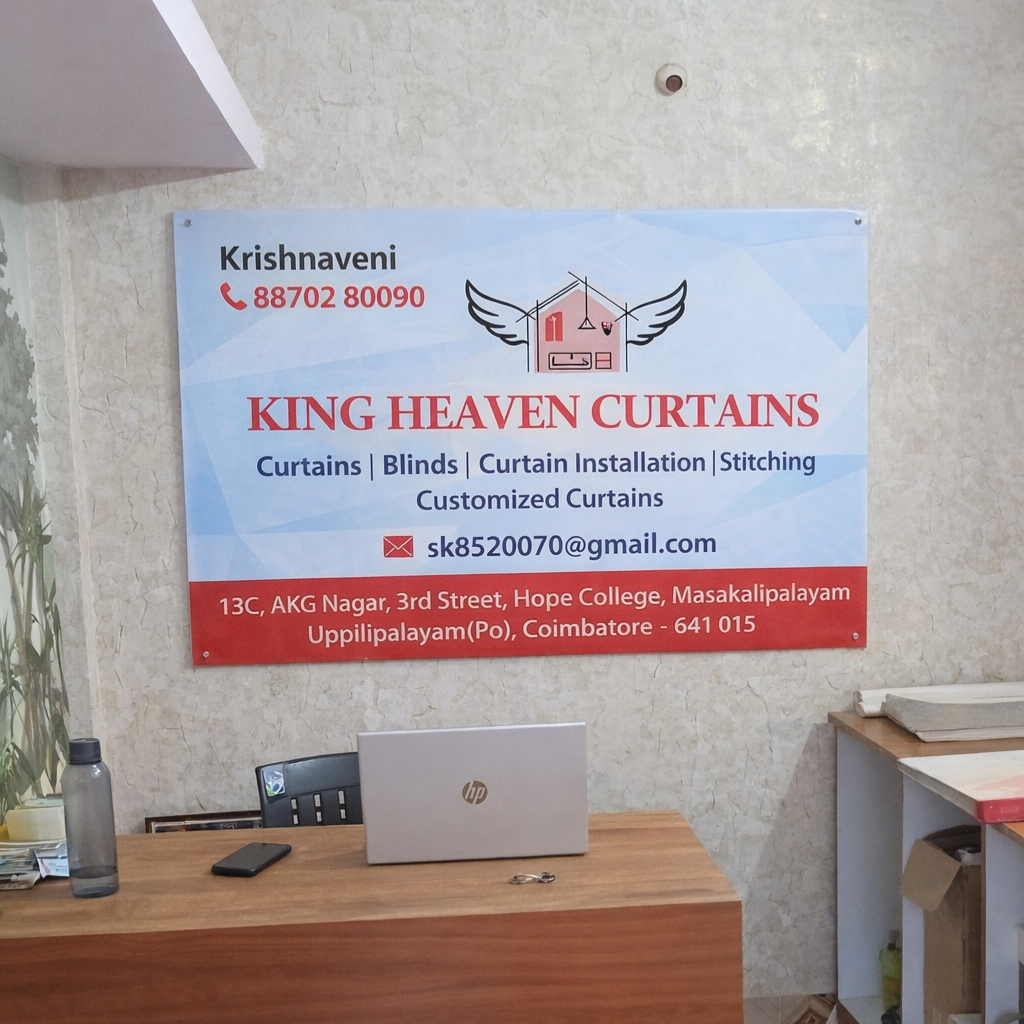 Krishnaveni
88702 80090
KING HEAVEN CURTAINS
Curtains | Blinds | Curtain Installation | Stitching
Customized Curtains
sk8520070@gmail.com
13C, AKG Nagar, 3rd Street, Hope College, Masakalipalayam
Uppilipalayam(Po), Coimbatore - 641 015
hp